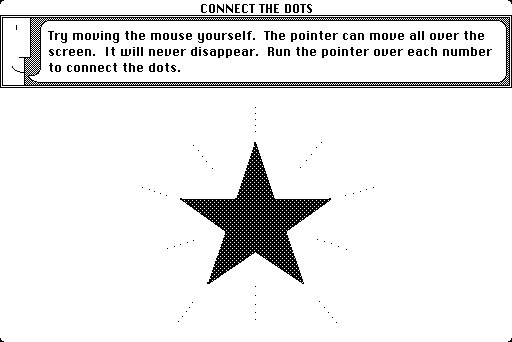 CONNECT THE DOTS
Try moving the mouse yourself.  The pointer can move all over the
screen.  It will never disappear.  Run the pointer over each number
to connect the dots.